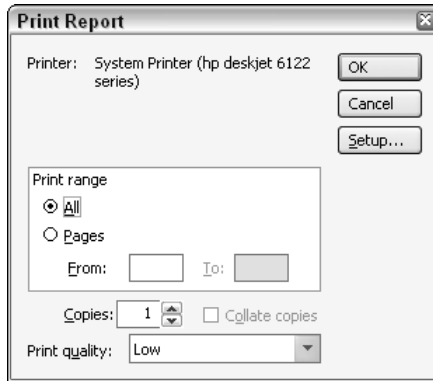 Print Report
Printer: System Printer (hp deskjet 6122
series)
OK
Cancel
Setup...
Print range
All
Pages
From: To:
Copies: 1 Collate copies
Print quality: Low